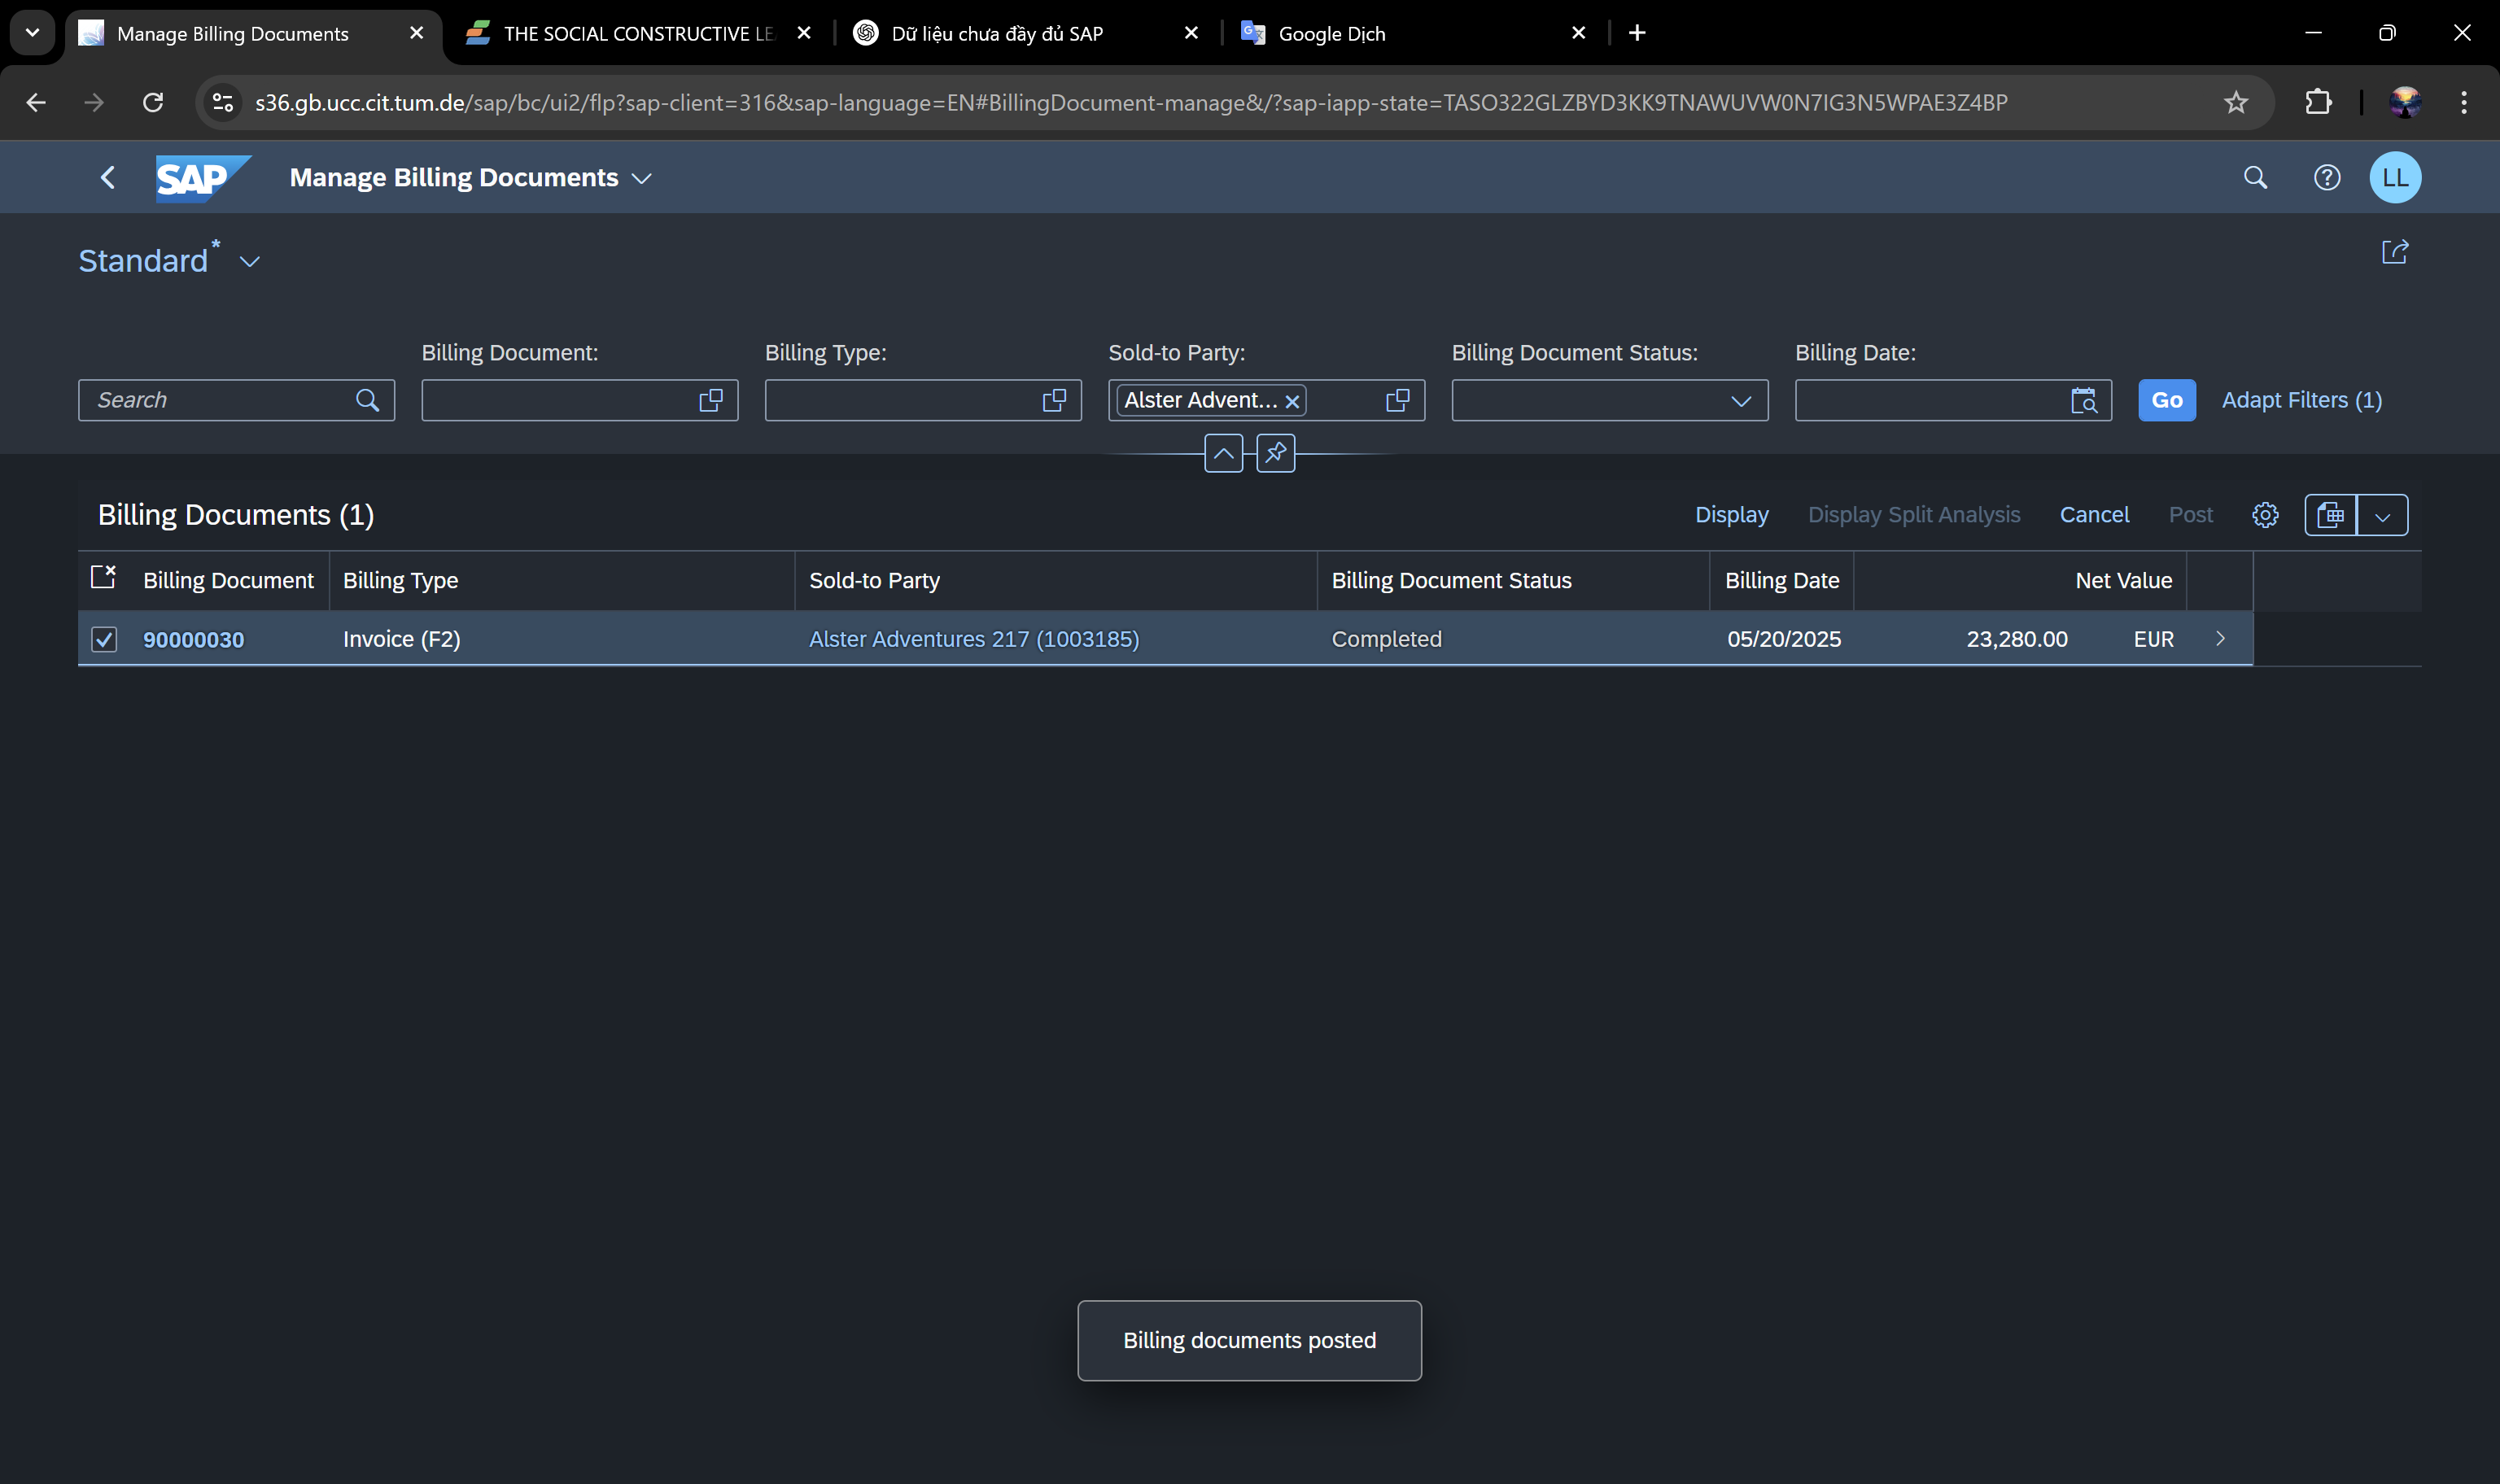 Manage Billing Documents
THE SOCIAL CONSTRUCTIVE LE
Dữ liệu chưa đầy đủ SAP
Google Dịch
s36.gb.ucc.cit.tum.de/sap/bc/ui2/flp?sap-client=316&sap-language=EN#BillingDocument-manage&/?sap-iapp-state=TASO322GLZBYD3KK9TNAWUVW0N7IG3N5WPAE3Z4BP
SAP Manage Billing Documents LL
Standard*
Billing Document: Billing Type: Sold-to Party: Billing Document Status: Billing Date:
Search Alster Advent... Go Adapt Filters (1)
Billing Documents (1) Display Display Split Analysis Cancel Post
Billing Document Billing Type Sold-to Party Billing Document Status Billing Date Net Value
90000030 Invoice (F2) Alster Adventures 217 (1003185) Completed 05/20/2025 23,280.00 EUR
Billing documents posted